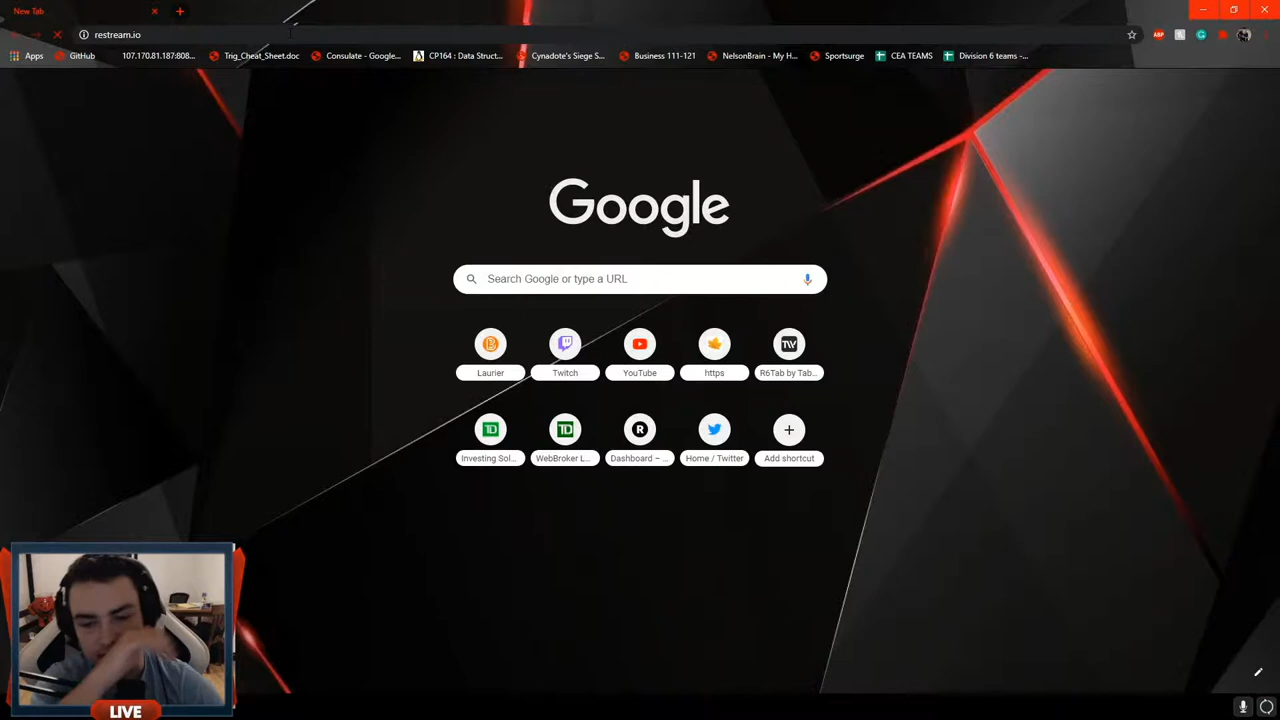 New Tab
restream.io
Apps GitHub 107.170.81.187:808... Trig_Cheat_Sheet.doc Consulate - Google... CP164 : Data Struct... Cynadote's Siege S... Business 111-121 NelsonBrain - My H... Sportsurge CEA TEAMS Division 6 teams -...
Google
Search Google or type a URL
Laurier Twitch YouTube https R6Tab by Tab...
Investing Sol... WebBroker L... Dashboard – ... Home / Twitter Add shortcut
LIVE